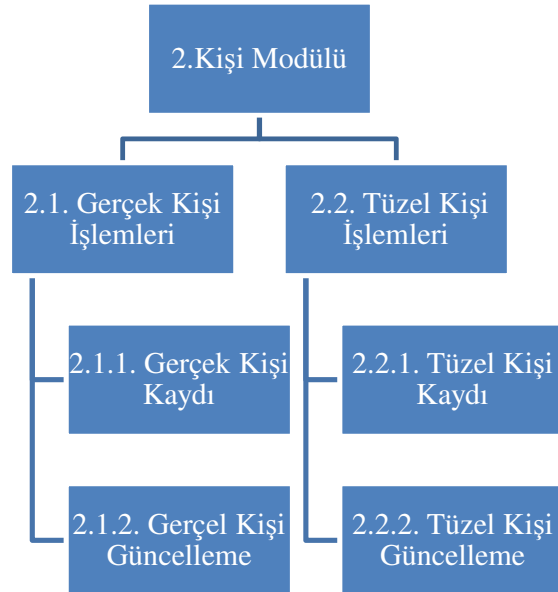 2.Kişi Modülü
2.1. Gerçek Kişi
İşlemleri
2.2. Tüzel Kişi
İşlemleri
2.1.1. Gerçek Kişi
Kaydı
2.2.1. Tüzel Kişi
Kaydı
2.1.2. Gerçel Kişi
Güncelleme
2.2.2. Tüzel Kişi
Güncelleme